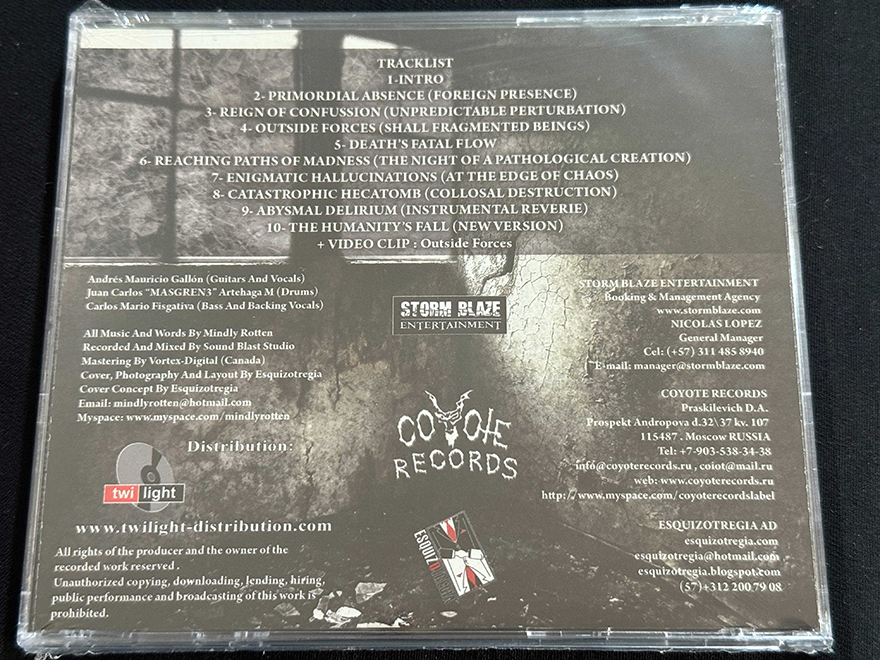 TRACKLIST
1-INTRO
2- PRIMORDIAL ABSENCE (FOREIGN PRESENCE)
3- REIGN OF CONFUSSION (UNPREDICTABLE PERTURBATION)
4- OUTSIDE FORCES (SHALL FRAGMENTED BEINGS)
5- DEATH'S FATAL FLOW
6- REACHING PATHS OF MADNESS (THE NIGHT OF A PATHOLOGICAL CREATION)
7- ENIGMATIC HALLUCINATIONS (AT THE EDGE OF CHAOS)
8- CATASTROPHIC HECATOMB (COLLOSAL DESTRUCTION)
9- ABYSMAL DELIRIUM (INSTRUMENTAL REVERIE)
10- THE HUMANITY'S FALL (NEW VERSION)
+ VIDEO CLIP : Outside Forces
Andrés Mauricio Gallón (Guitars And Vocals)
Juan Carlos "MASGREN3" Artehaga M (Drums)
Carlos Mario Fisgativa (Bass And Backing Vocals)
All Music And Words By Mindly Rotten
Recorded And Mixed By Sound Blast Studio
Mastering By Vortex-Digital (Canada)
Cover, Photography And Layout By Esquizotregia
Cover Concept By Esquizotregia
Email: mindlyrotten@hotmail.com
Myspace: www.myspace.com/mindlyrotten
Distribution:
twilight
www.twilight-distribution.com
All rights of the producer and the owner of the
recorded work reserved .
Unauthorized copying, downloading, lending, hiring,
public performance and broadcasting of this work is
prohibited.
STORM BLAZE
ENTERTAINMENT
COYOTE
RECORDS
STORM BLAZE ENTERTAINMENT
Booking & Management Agency
www.stormblaze.com
NICOLAS LOPEZ
General Manager
Cel: (+57) 311 485 8940
E-mail: manager@stormblaze.com
COYOTE RECORDS
Praskilevich D.A.
Prospekt Andropova d.32\37 kv. 107
115487 . Moscow RUSSIA
Tel: +7-903-538-34-38
info@coyoterecords.ru , coiot@mail.ru
web: www.coyoterecords.ru
http://www.myspace.com/coyoterecordslabel
ESQUIZOTREGIA AD
esquizotregia.com
esquizotregia@hotmail.com
esquizotregia.blogspot.com
(57)+312 200 79 08